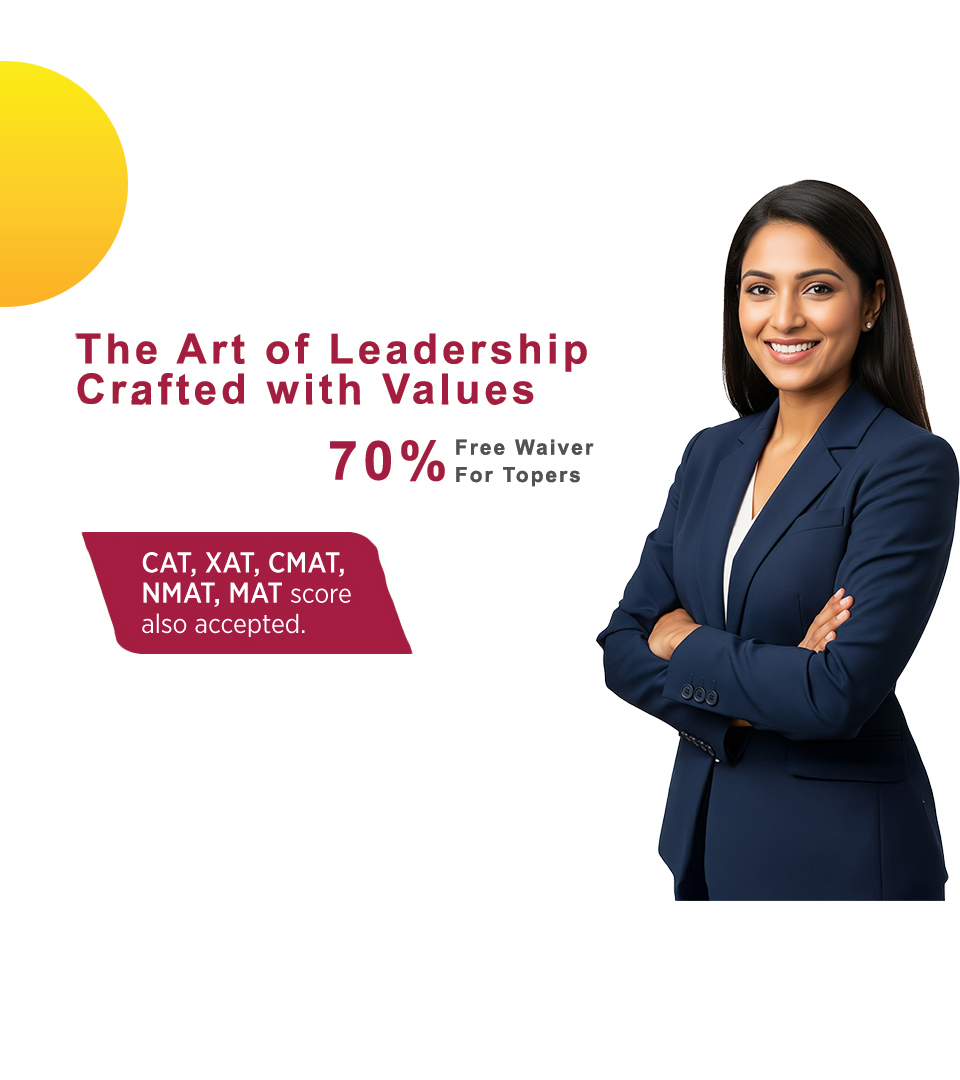 The Art of Leadership
Crafted with Values
70%
Free Waiver
For Topers
CAT, XAT, CMAT,
NMAT, MAT score
also accepted.